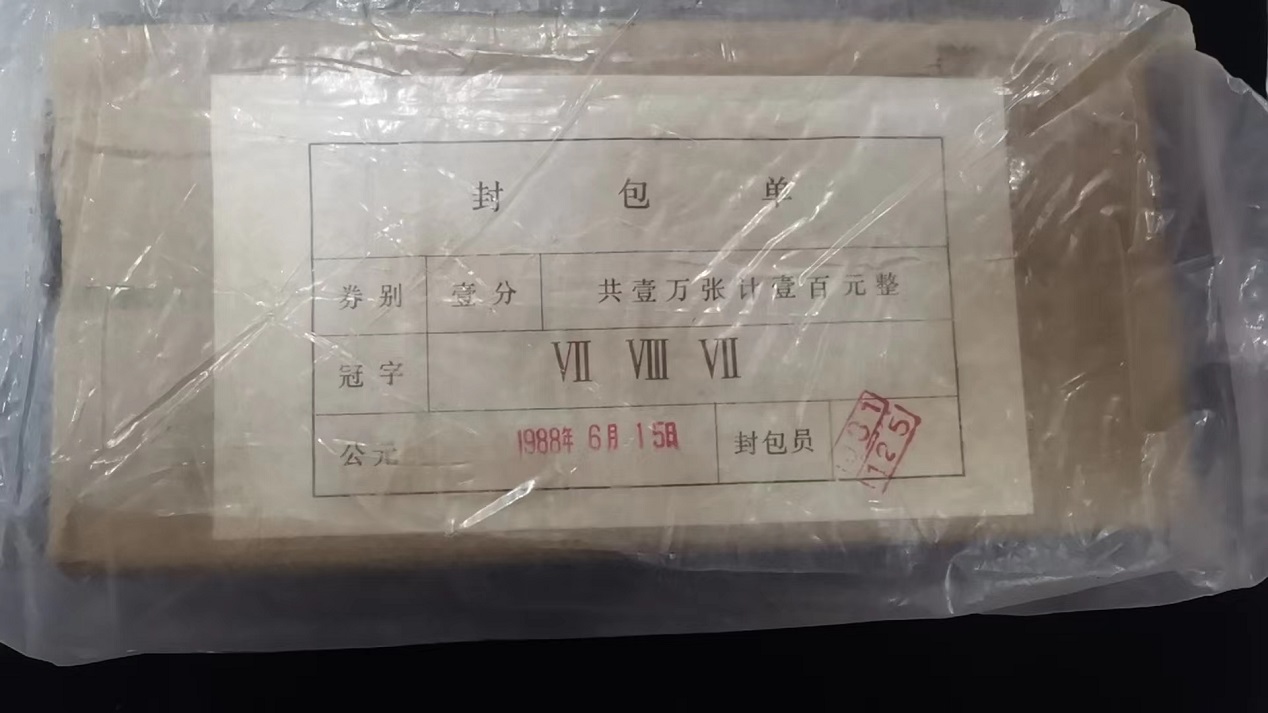 封包单
券别 壹分 共壹万张计壹百元整
冠字 Ⅶ Ⅷ Ⅶ
公元 1988年 6月 15日 封包员
125